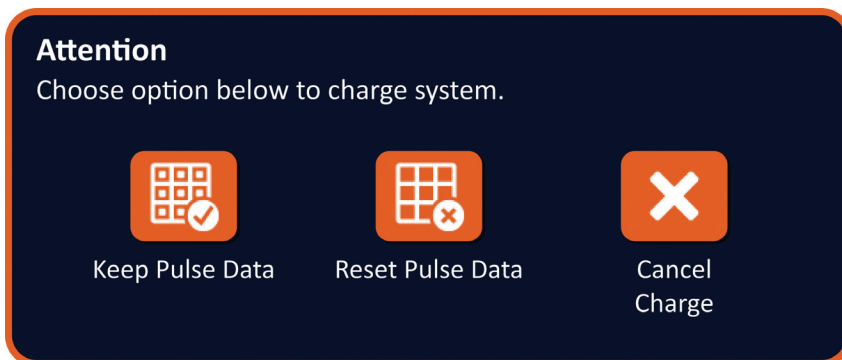 Attention
Choose option below to charge system.
Keep Pulse Data
Reset Pulse Data
Cancel
Charge